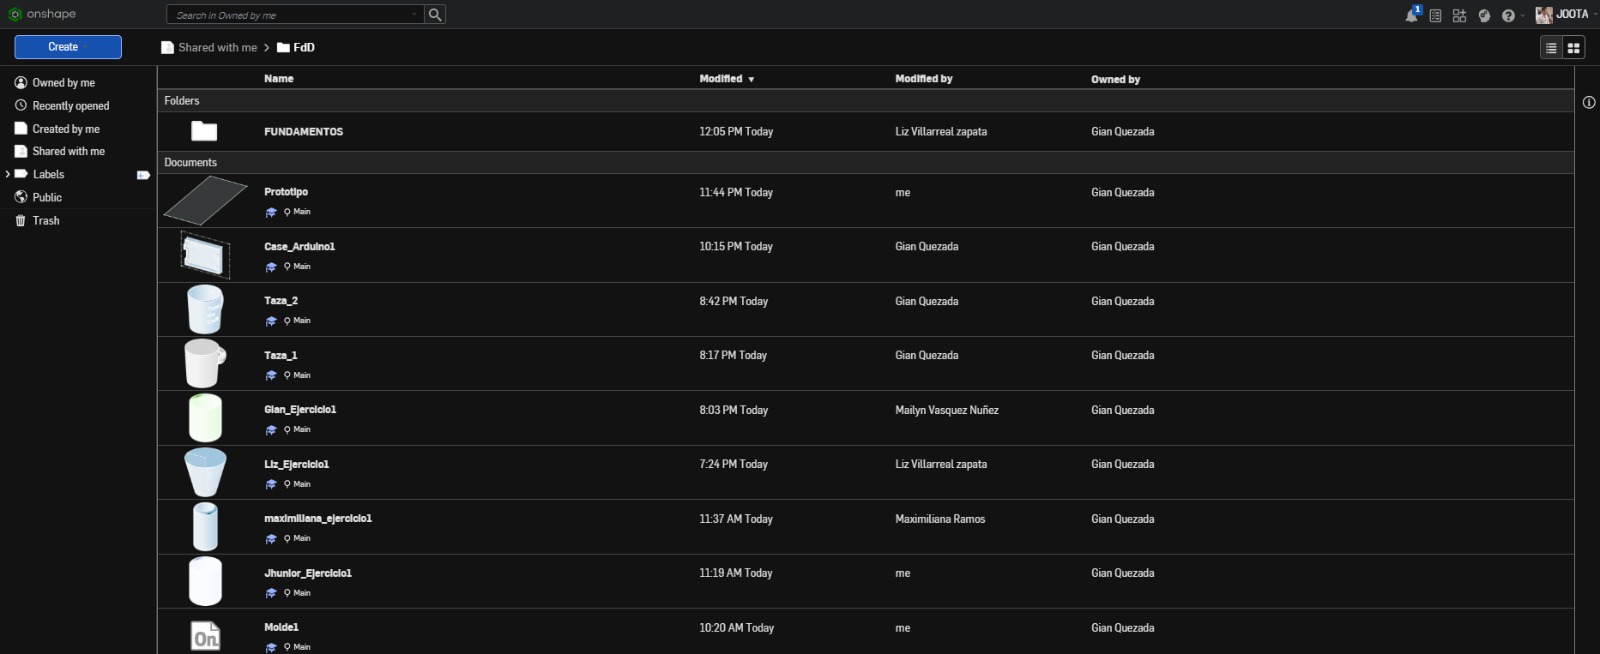 onshape
Search in Owned by me
1
JOOTA
Create
Shared with me > FdD
Owned by me
Recently opened
Created by me
Shared with me
Labels
Public
Trash
Name Modified Modified by Owned by
Folders
FUNDAMENTOS 12:05 PM Today Liz Villarreal zapata Gian Quezada
Documents
Prototipo 11:44 PM Today me Gian Quezada
Main
Case_Arduino1 10:15 PM Today Gian Quezada Gian Quezada
Main
Taza_2 8:42 PM Today Gian Quezada Gian Quezada
Main
Taza_1 8:17 PM Today Gian Quezada Gian Quezada
Main
Gian_Ejercicio1 8:03 PM Today Mailyn Vasquez Nuñez Gian Quezada
Main
Liz_Ejercicio1 7:24 PM Today Liz Villarreal zapata Gian Quezada
Main
maximiliana_ejercicio1 11:37 AM Today Maximiliana Ramos Gian Quezada
Main
Jhunior_Ejercicio1 11:19 AM Today me Gian Quezada
Main
On
Molde1 10:20 AM Today me Gian Quezada
Main